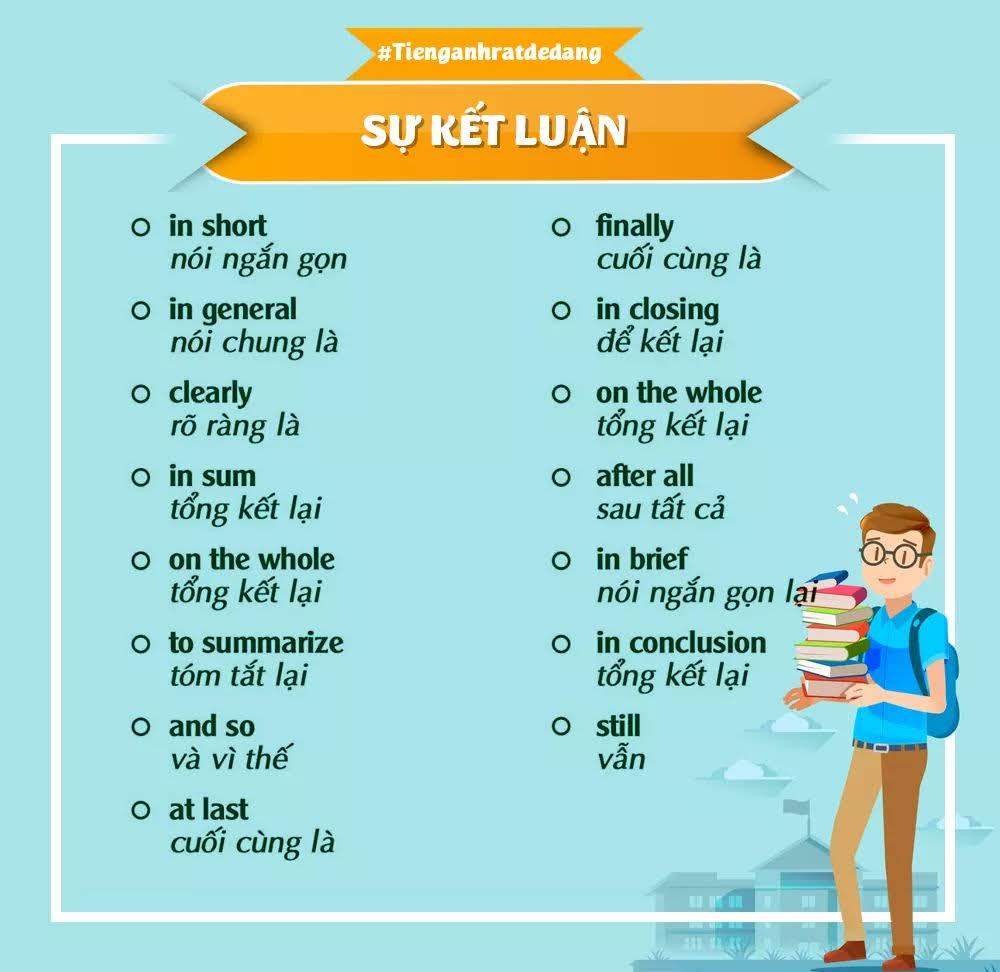 #Tienganhratdedang
SỰ KẾT LUẬN
in short
nói ngắn gọn
in general
nói chung là
clearly
rõ ràng là
in sum
tổng kết lại
on the whole
tổng kết lại
to summarize
tóm tắt lại
and so
và vì thế
at last
cuối cùng là
finally
cuối cùng là
in closing
để kết lại
on the whole
tổng kết lại
after all
sau tất cả
in brief
nói ngắn gọn lại
in conclusion
tổng kết lại
still
vẫn